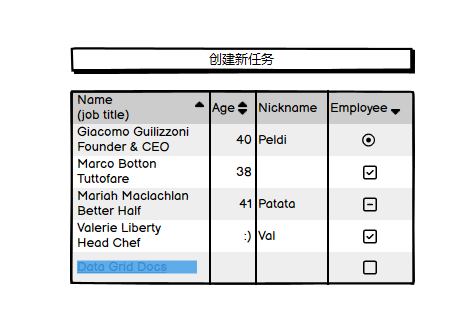 创建新任务
Name
(job title)
Age
Nickname
Employee
Giacomo Guilizzoni
Founder & CEO
40
Peldi
Marco Botton
Tuttofare
38
Mariah Maclachlan
Better Half
41
Patata
Valerie Liberty
Head Chef
:)
Val
Data Grid Docs